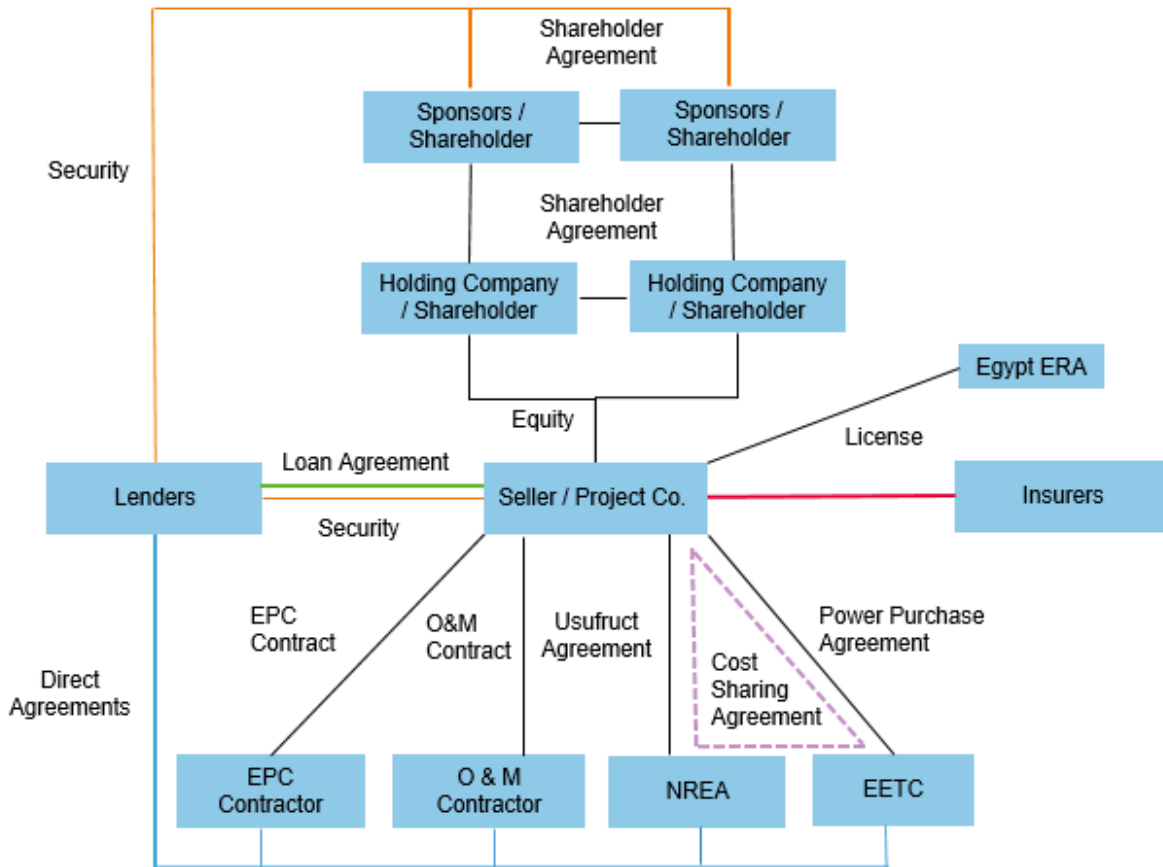 Shareholder
Agreement
Sponsors /
Shareholder
Sponsors /
Shareholder
Security
Shareholder
Agreement
Holding Company
/ Shareholder
Holding Company
/ Shareholder
Egypt ERA
Equity
License
Loan Agreement
Lenders
Seller / Project Co.
Insurers
Security
EPC
Contract
O&M
Contract
Usufruct
Agreement
Power Purchase
Agreement
Cost
Sharing
Agreement
Direct
Agreements
EPC
Contractor
O & M
Contractor
NREA
EETC